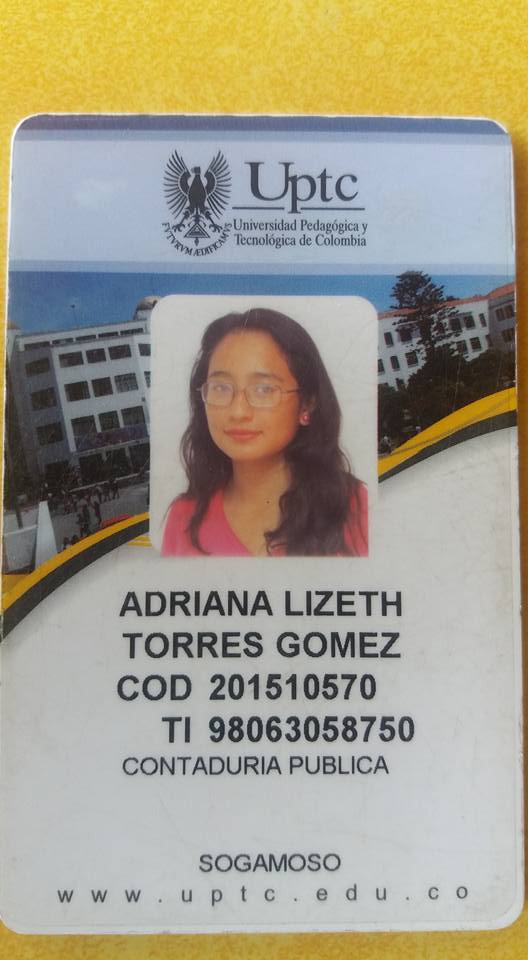 Uptc
Universidad Pedagógica y
Tecnológica de Colombia
FVTVRVM ÆDIFICAMVS
ADRIANA LIZETH
TORRES GOMEZ
COD 201510570
TI 98063058750
CONTADURIA PUBLICA
SOGAMOSO
www.uptc.edu.co